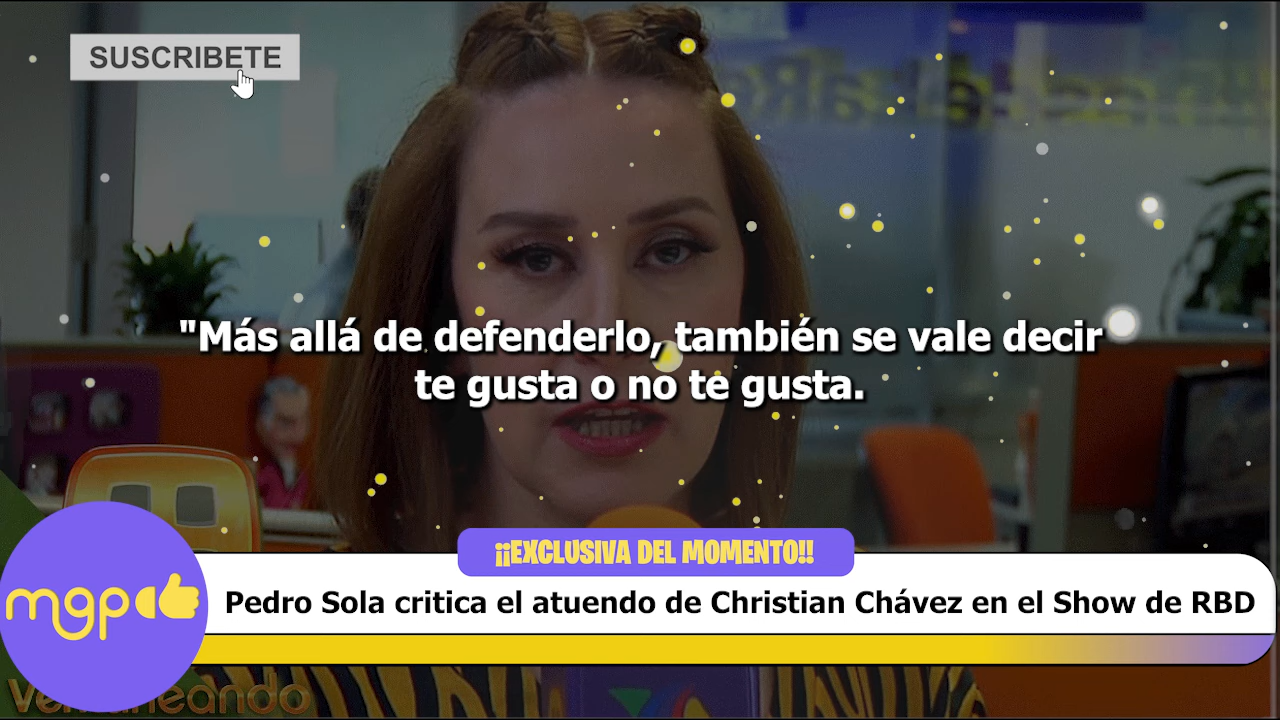 SUSCRIBETE
"Más allá de defenderlo, también se vale decir
te gusta o no te gusta.
¡¡EXCLUSIVA DEL MOMENTO!!
mgp
Pedro Sola critica el atuendo de Christian Chávez en el Show de RBD
Ventaneando